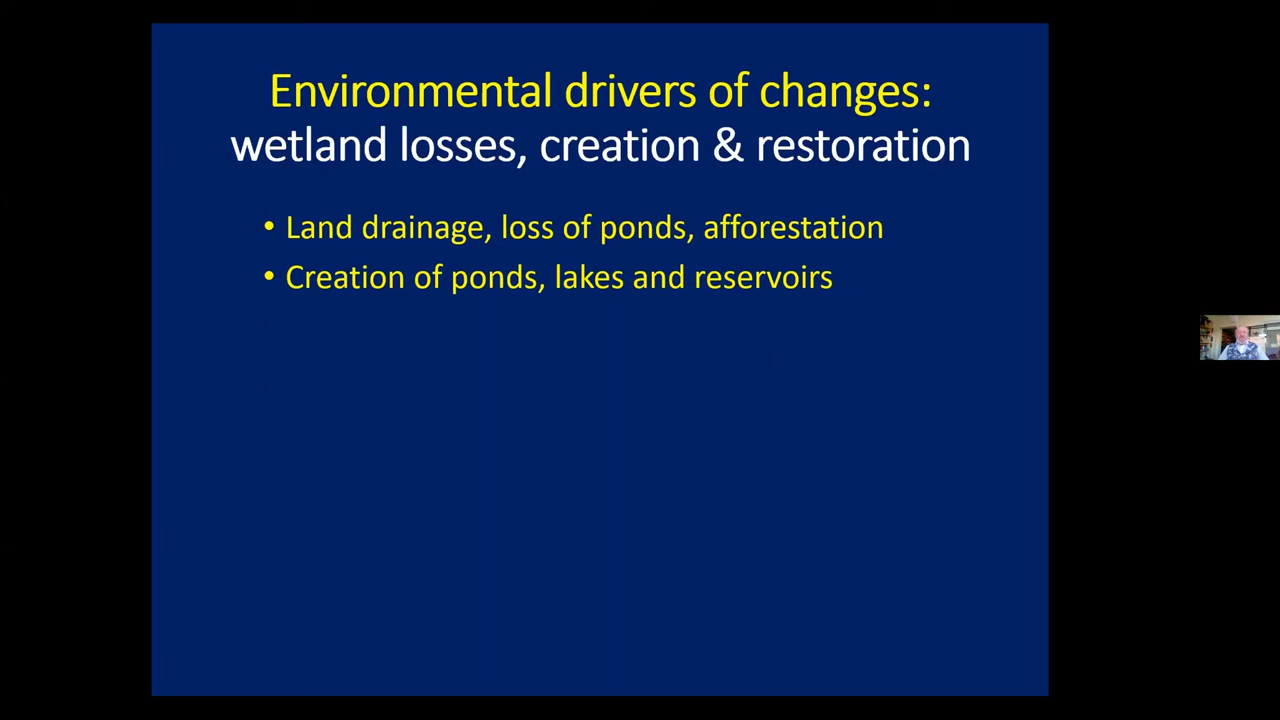 Environmental drivers of changes:
wetland losses, creation & restoration
• Land drainage, loss of ponds, afforestation
• Creation of ponds, lakes and reservoirs